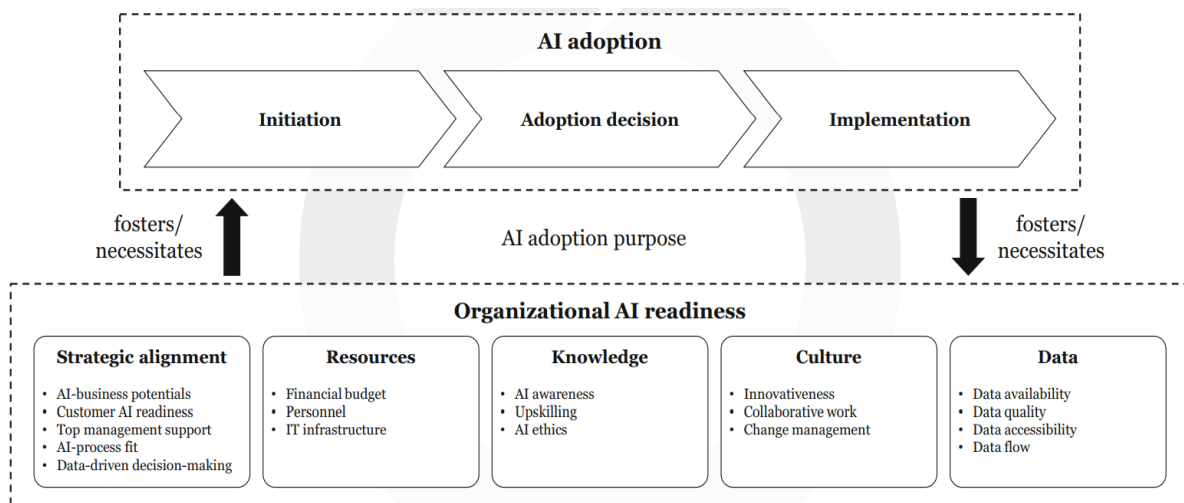 AI adoption
Initiation
Adoption decision
Implementation
fosters/
necessitates
AI adoption purpose
fosters/
necessitates
Organizational AI readiness
Strategic alignment
• AI-business potentials
• Customer AI readiness
• Top management support
• AI-process fit
• Data-driven decision-making
Resources
• Financial budget
• Personnel
• IT infrastructure
Knowledge
• AI awareness
• Upskilling
• AI ethics
Culture
• Innovativeness
• Collaborative work
• Change management
Data
• Data availability
• Data quality
• Data accessibility
• Data flow